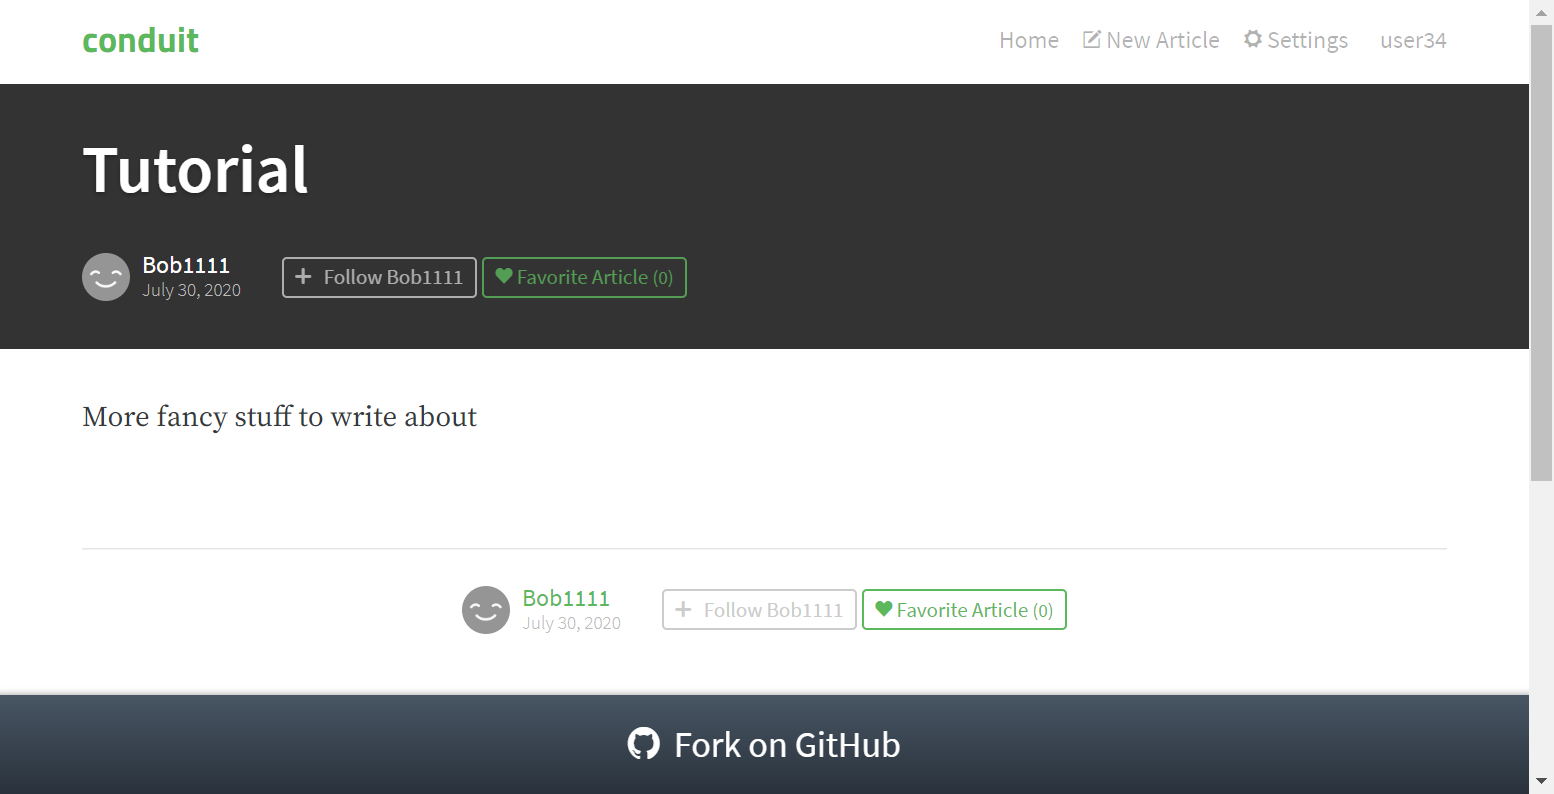 conduit
Home New Article Settings user34
Tutorial
Bob1111
July 30, 2020
Follow Bob1111
Favorite Article (0)
More fancy stuff to write about
Bob1111
July 30, 2020
Follow Bob1111
Favorite Article (0)
Fork on GitHub